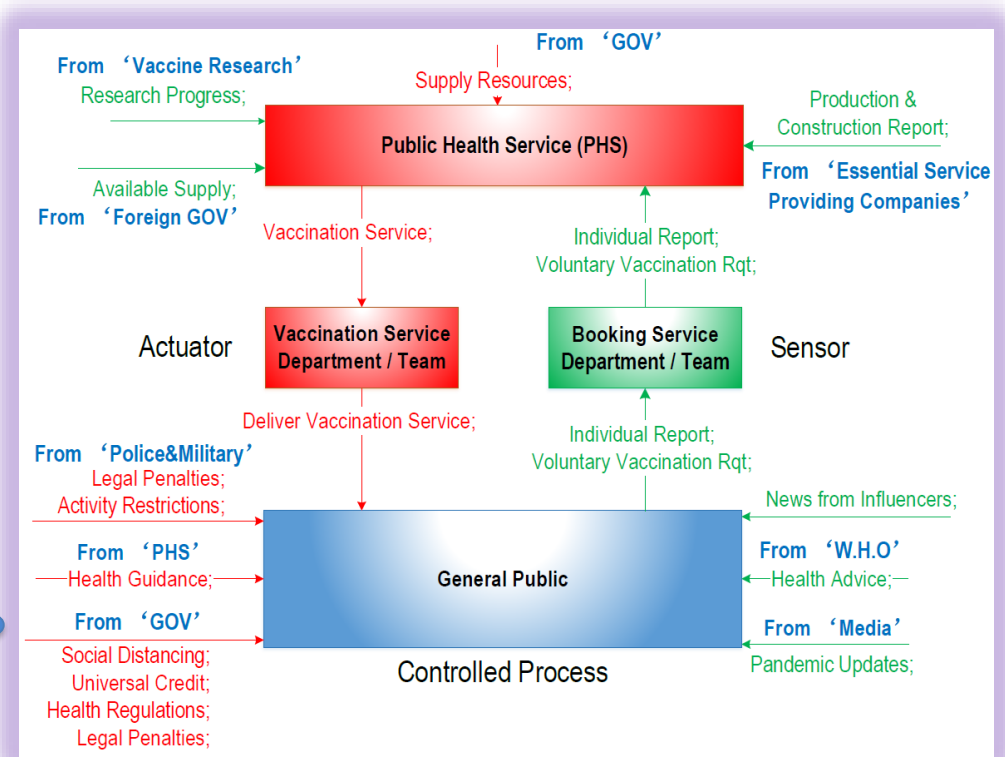 From ‘GOV’
Supply Resources;
From ‘Vaccine Research’
Research Progress;
Public Health Service (PHS)
Production &
Construction Report;
From ‘Essential Service
Providing Companies’
Available Supply;
From ‘Foreign GOV’
Vaccination Service;
Individual Report;
Voluntary Vaccination Rqt;
Actuator
Vaccination Service
Department / Team
Booking Service
Department / Team
Sensor
Deliver Vaccination Service;
Individual Report;
Voluntary Vaccination Rqt;
From ‘Police&Military’
Legal Penalties;
Activity Restrictions;
From ‘PHS’
Health Guidance;
From ‘GOV’
Social Distancing;
Universal Credit;
Health Regulations;
Legal Penalties;
General Public
Controlled Process
News from Influencers;
From ‘W.H.O’
Health Advice;
From ‘Media’
Pandemic Updates;